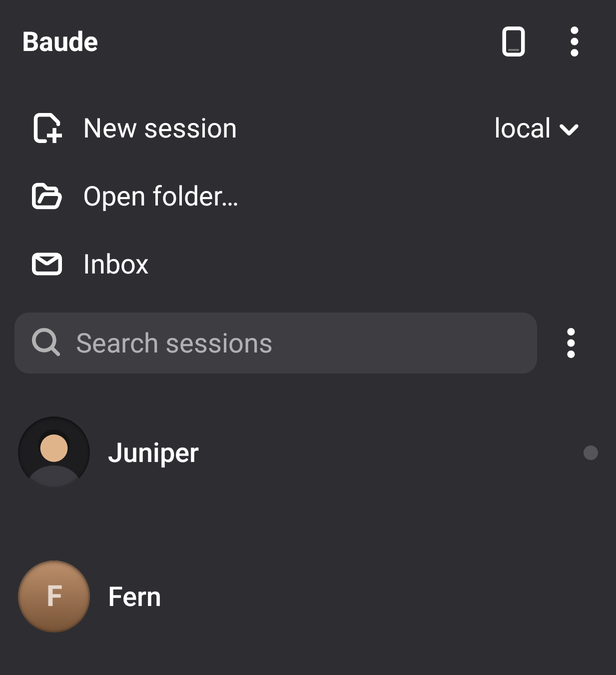 Baude
New session
local
Open folder…
Inbox
Search sessions
Juniper
F
Fern